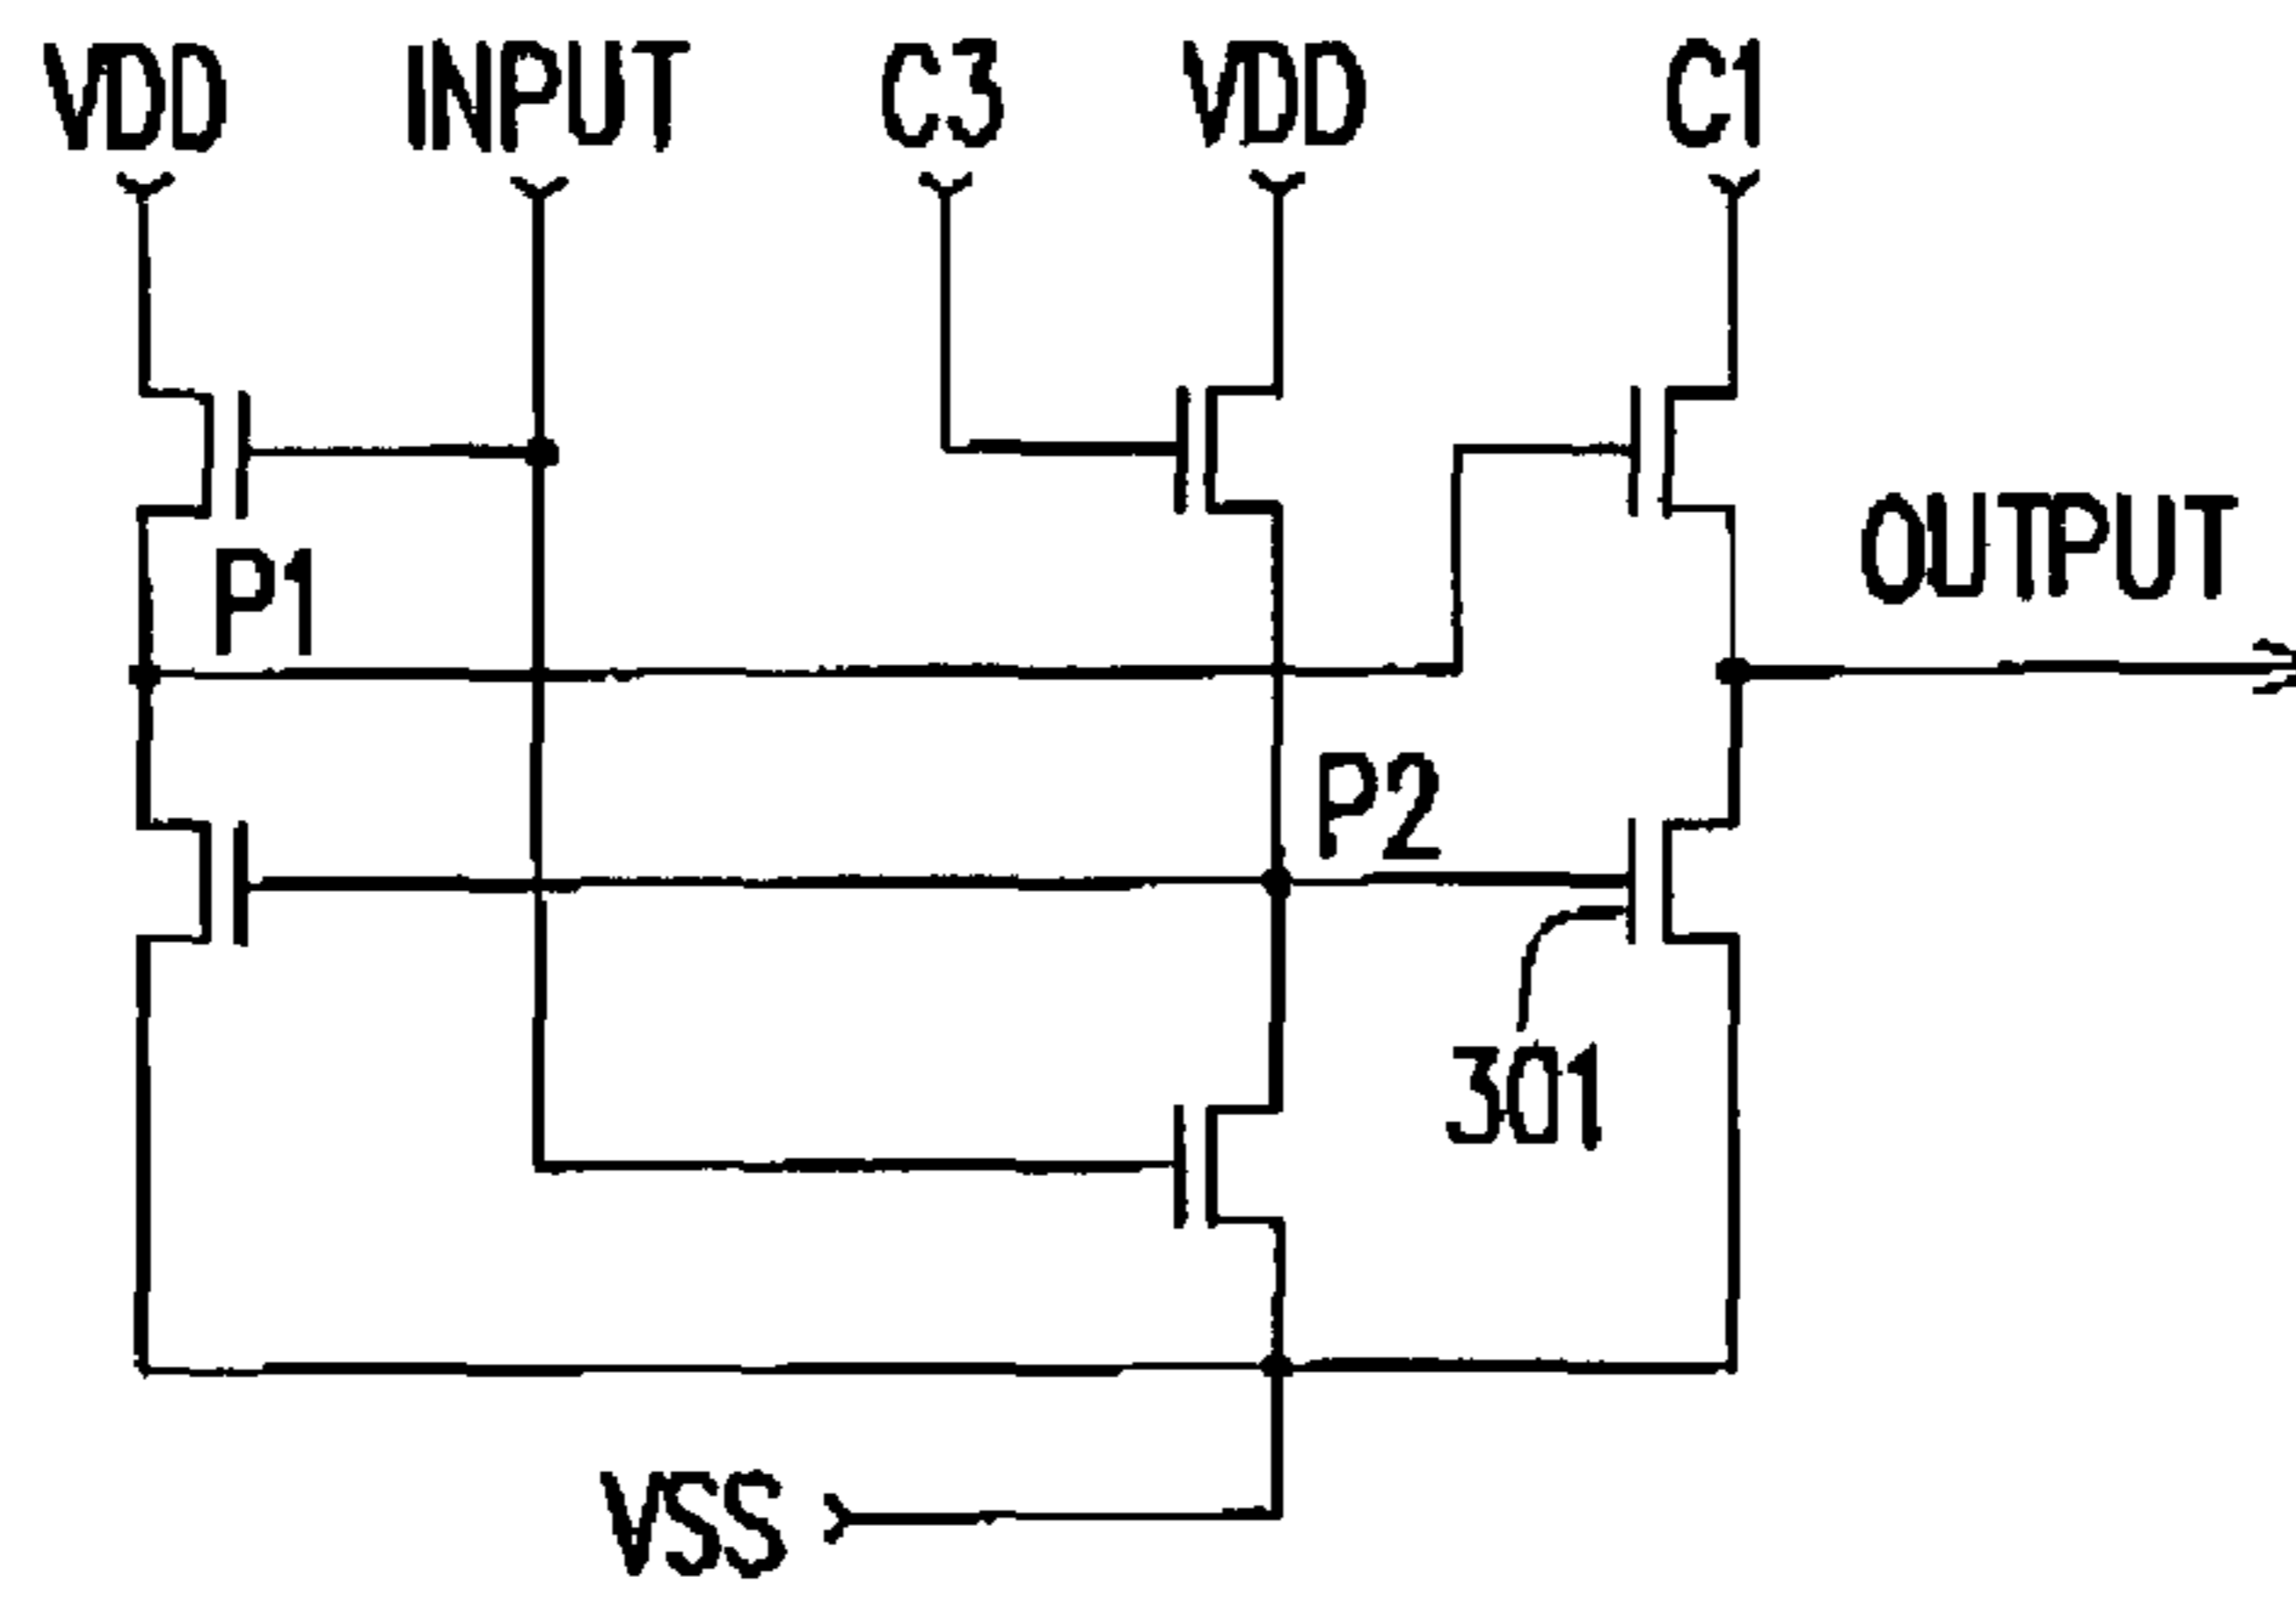 VDD INPUT C3 VDD C1
OUTPUT
P1
P2
301
VSS